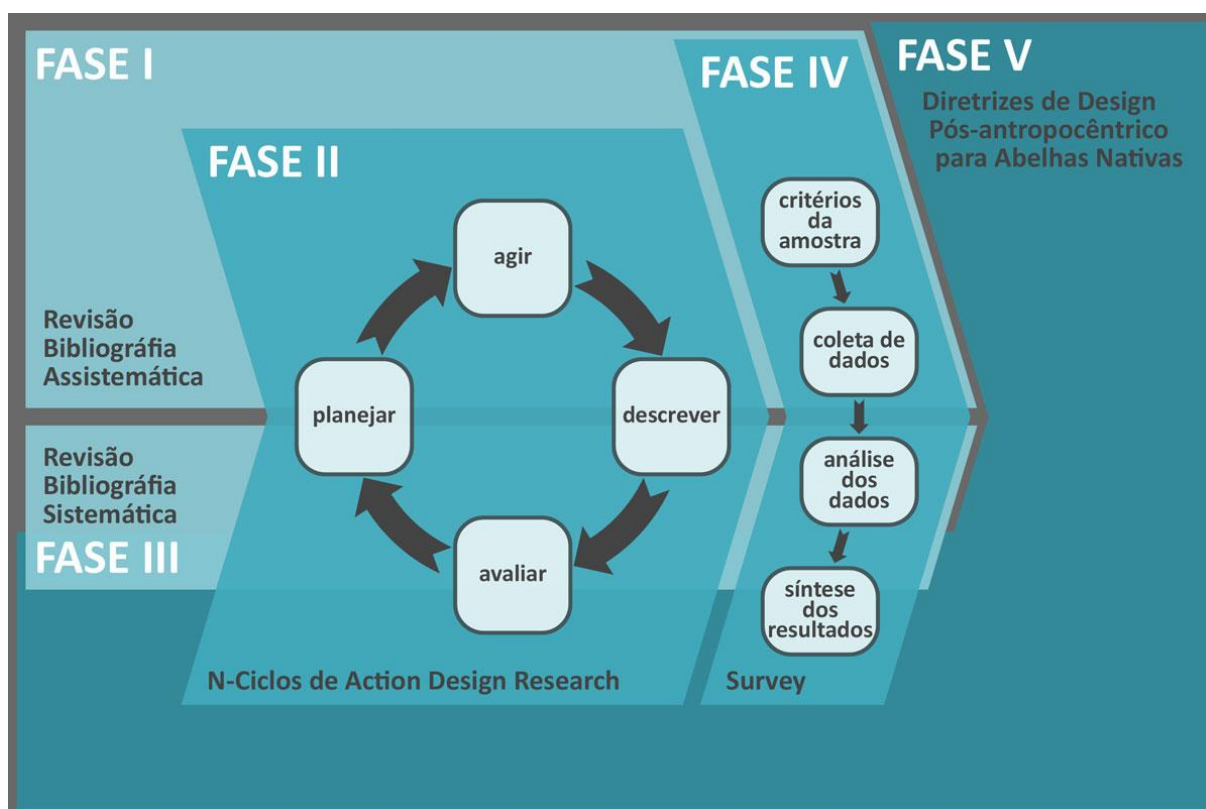 FASE I
Revisão
Bibliográfia
Assistemática
FASE II
agir
descrever
avaliar
planejar
N-Ciclos de Action Design Research
Revisão
Bibliográfia
Sistemática
FASE III
FASE IV
critérios
da
amostra
coleta de
dados
análise
dos
dados
síntese
dos
resultados
Survey
FASE V
Diretrizes de Design
Pós-antropocêntrico
para Abelhas Nativas